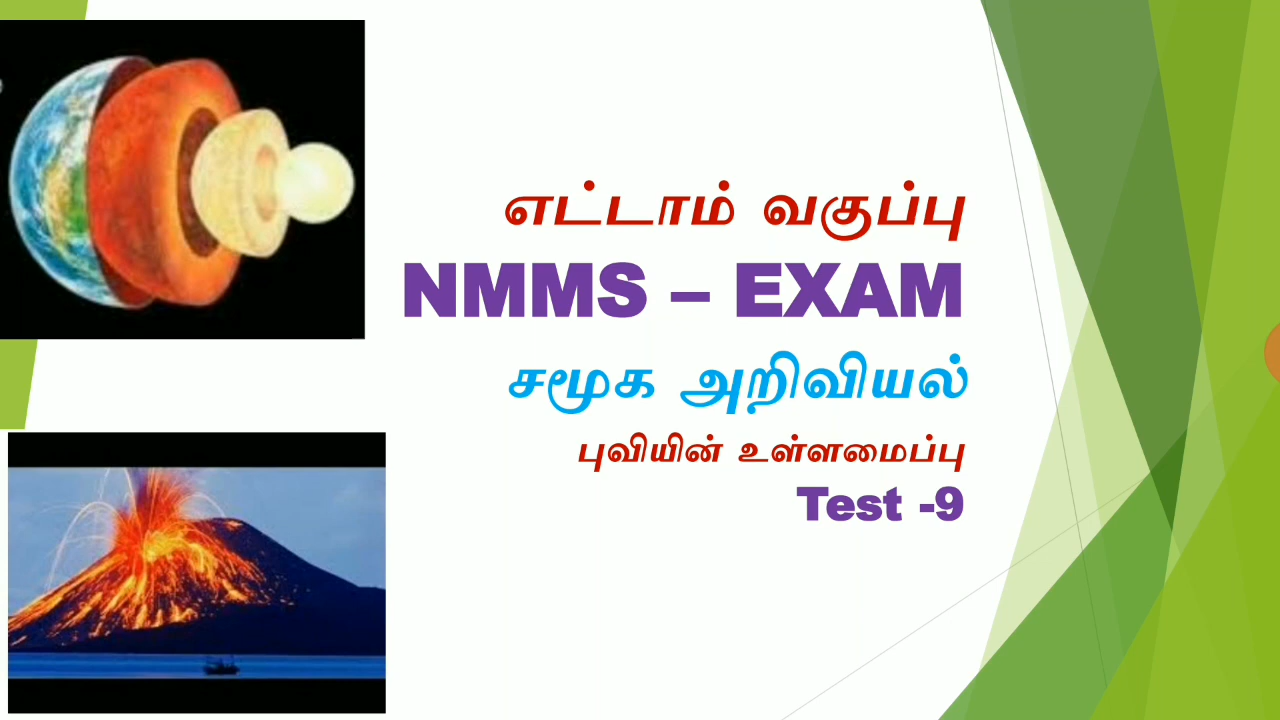 எட்டாம் வகுப்பு
NMMS – EXAM
சமூக அறிவியல்
புவியின் உள்ளமைப்பு
Test -9